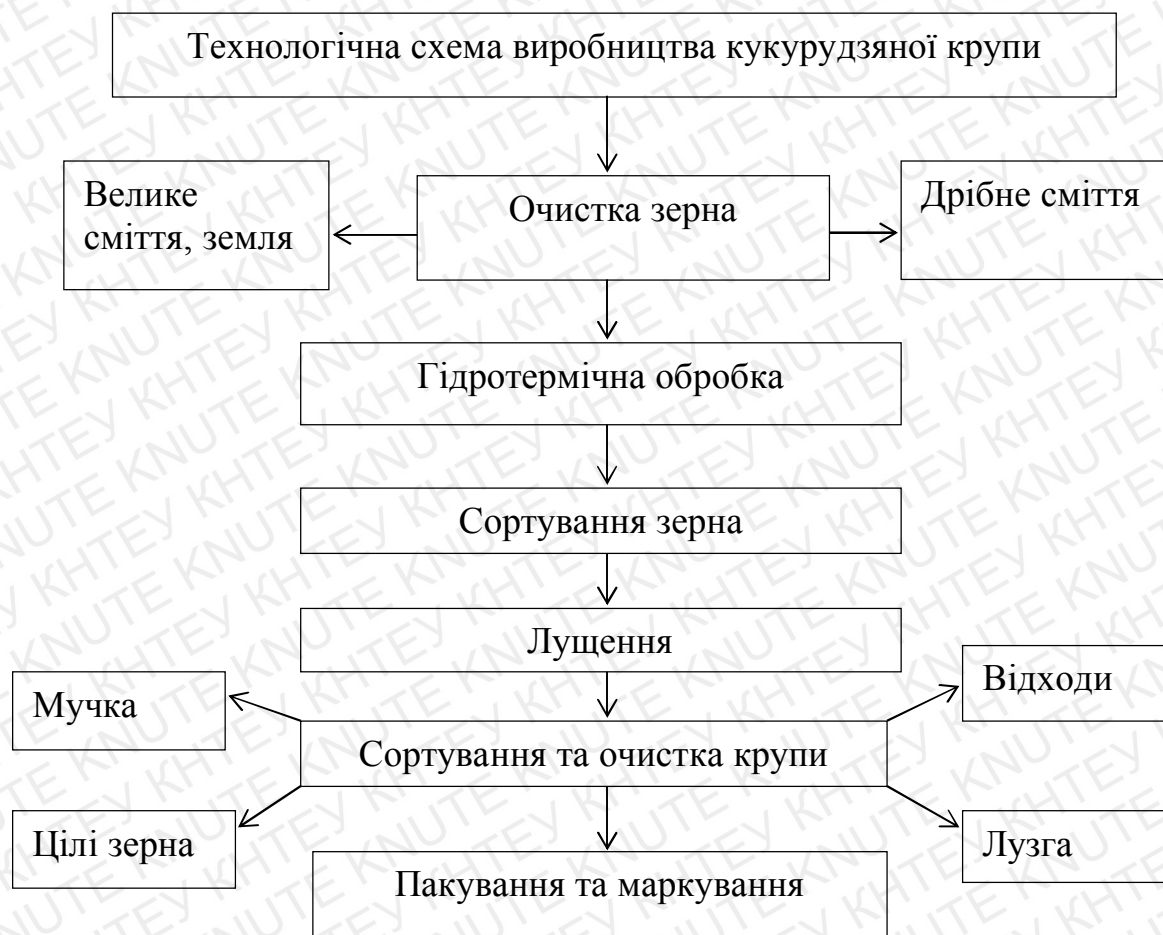 Технологічна схема виробництва кукурудзяної крупи
Велике
сміття, земля
Очистка зерна
Дрібне сміття
Гідротермічна обробка
Сортування зерна
Лущення
Мучка
Відходи
Сортування та очистка крупи
Цілі зерна
Лузга
Пакування та маркування